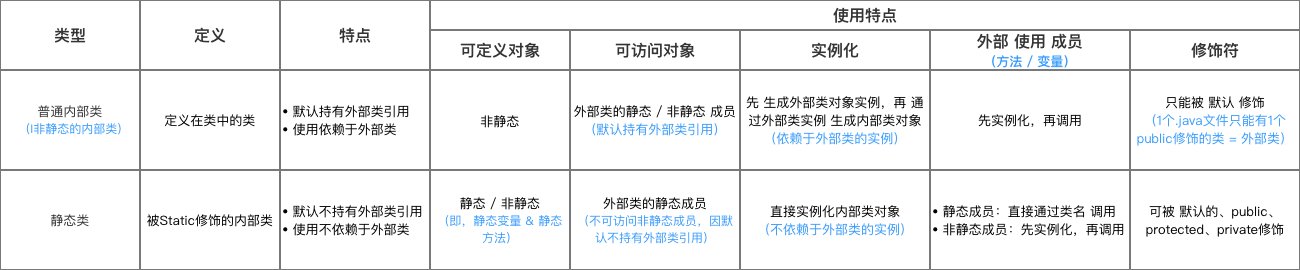 类型
定义
特点
使用特点
可定义对象
可访问对象
实例化
外部 使用 成员
（方法 / 变量）
修饰符
普通内部类
（I非静态的内部类）
定义在类中的类
• 默认持有外部类引用
• 使用依赖于外部类
非静态
外部类的静态 / 非静态 成员
（默认持有外部类引用）
先 生成外部类对象实例，再 通
过外部类实例 生成内部类对象
（依赖于外部类的实例）
先实例化，再调用
只能被 默认 修饰
（1个.java文件只能有1个
public修饰的类 = 外部类）
静态类
被Static修饰的内部类
• 默认不持有外部类引用
• 使用不依赖于外部类
静态 / 非静态
（即，静态变量 & 静态
方法）
外部类的静态成员
（不可访问非静态成员，因默
认不持有外部类引用）
直接实例化内部类对象
（不依赖于外部类的实例）
• 静态成员：直接通过类名 调用
• 非静态成员：先实例化，再调用
可被 默认的、public、
protected、private修饰